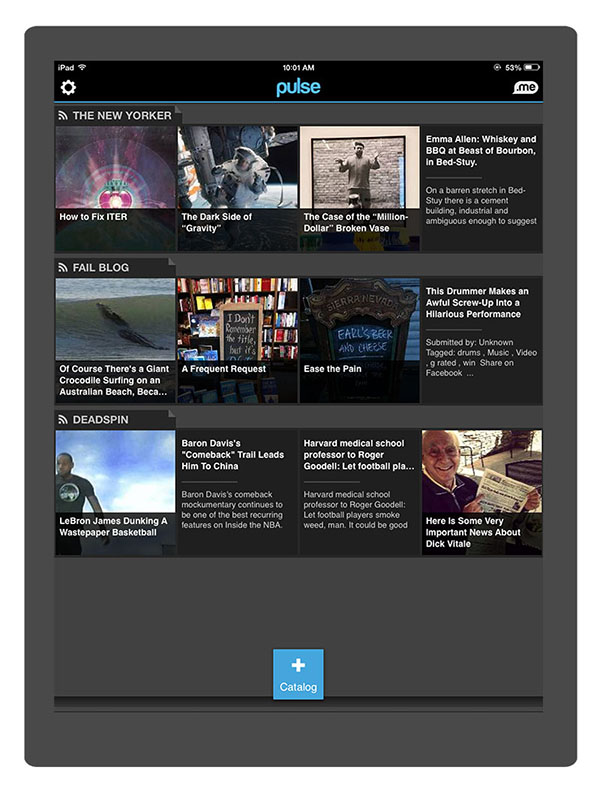 iPad
10:01 AM
53%
pulse
.me
THE NEW YORKER
How to Fix ITER
The Dark Side of
“Gravity”
The Case of the “Million-
Dollar” Broken Vase
Emma Allen: Whiskey and
BBQ at Beast of Bourbon,
in Bed-Stuy.
On a barren stretch in Bed-
Stuy there is a cement
building, industrial and
ambiguous enough to suggest
FAIL BLOG
Of Course There's a Giant
Crocodile Surfing on an
Australian Beach, Beca...
I Don't
Remember
the title,
but it's
A Frequent Request
SIERRA NEVADA
EARL'S BEER
AND CHEESE
Ease the Pain
This Drummer Makes an
Awful Screw-Up Into a
Hilarious Performance
Submitted by: Unknown
Tagged: drums , Music , Video
, g rated , win Share on
Facebook ...
DEADSPIN
LeBron James Dunking A
Wastepaper Basketball
Baron Davis's
"Comeback" Trail Leads
Him To China
Baron Davis's comeback
mockumentary continues to
be one of the best recurring
features on Inside the NBA.
Harvard medical school
professor to Roger
Goodell: Let football pla...
Harvard medical school
professor to Roger Goodell:
Let football players smoke
weed, man. It could be good
Here Is Some Very
Important News About
Dick Vitale
Catalog